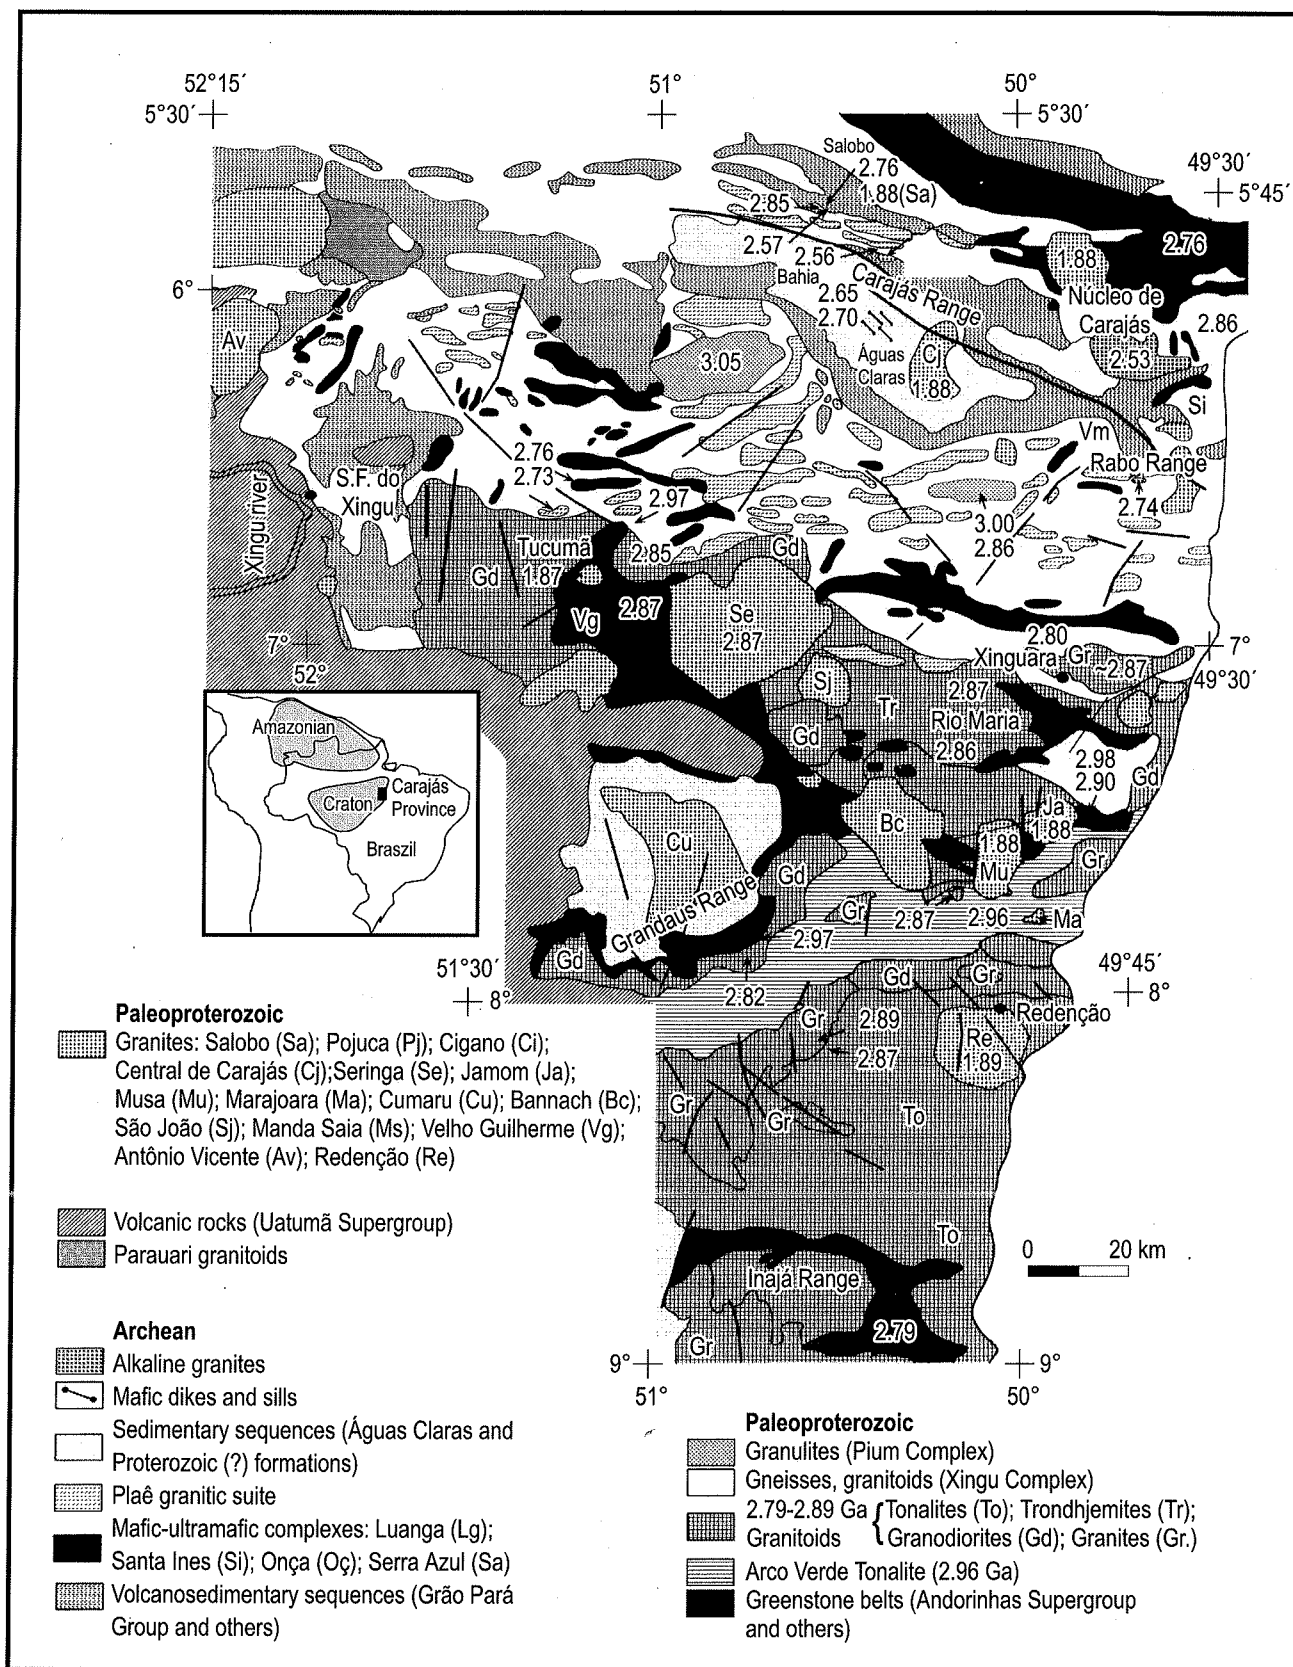 52°15´
51°
50°
5°30´
5°30´
49°30´
5°45´
Salobo
2.76
1.88(Sa)
2.85
2.57
2.56
2.76
Bahia
2.65
2.70
Carajás Range
1.88
Núcleo de
Carajás
2.86
6°
Av
3.05
Águas
Claras
Cj
1.88
2.53
Si
Vm
Rabo Range
2.74
2.76
2.73
2.97
S.F. do
Xingu
Xingu river
3.00
2.86
Tucumã
1.87
Gd
2.85
Gd
Vg
2.87
Se
2.87
2.80
7°
52°
Xinguara
Gr
~2.87
7°
49°30´
Sj
Tr
2.87
Rio Maria
2.86
Gd
2.98
2.90
Gd
Amazonian
Craton
Carajás
Province
Braszil
Cu
Bc
Ja
1.88
1.88
Mu
Gr
Gd
Grandaus Range
Gr
2.87
2.96
Ma
2.97
Gd
2.82
51°30´
8°
Gd
Gr
49°45´
8°
Redenção
Gr
2.89
2.87
Re
1.89
Gr
Gr
To
To
Inajá Range
2.79
Gr
0 20 km
9°
51°
9°
50°
Paleoproterozoic
Granites: Salobo (Sa); Pojuca (Pj); Cigano (Ci);
Central de Carajás (Cj);Seringa (Se); Jamom (Ja);
Musa (Mu); Marajoara (Ma); Cumaru (Cu); Bannach (Bc);
São João (Sj); Manda Saia (Ms); Velho Guilherme (Vg);
Antônio Vicente (Av); Redenção (Re)
Volcanic rocks (Uatumã Supergroup)
Parauari granitoids
Archean
Alkaline granites
Mafic dikes and sills
Sedimentary sequences (Águas Claras and
Proterozoic (?) formations)
Plaê granitic suite
Mafic-ultramafic complexes: Luanga (Lg);
Santa Ines (Si); Onça (Oç); Serra Azul (Sa)
Volcanosedimentary sequences (Grão Pará
Group and others)
Paleoproterozoic
Granulites (Pium Complex)
Gneisses, granitoids (Xingu Complex)
2.79-2.89 Ga { Tonalites (To); Trondhjemites (Tr);
Granitoids Granodiorites (Gd); Granites (Gr.)
Arco Verde Tonalite (2.96 Ga)
Greenstone belts (Andorinhas Supergroup
and others)